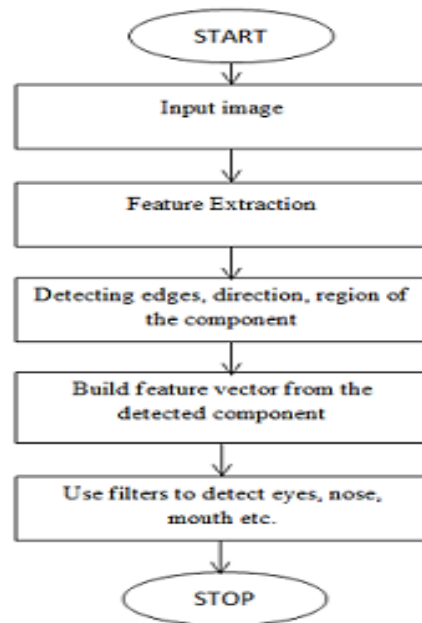 START
Input image
Feature Extraction
Detecting edges, direction, region of
the component
Build feature vector from the
detected component
Use filters to detect eyes, nose,
mouth etc.
STOP